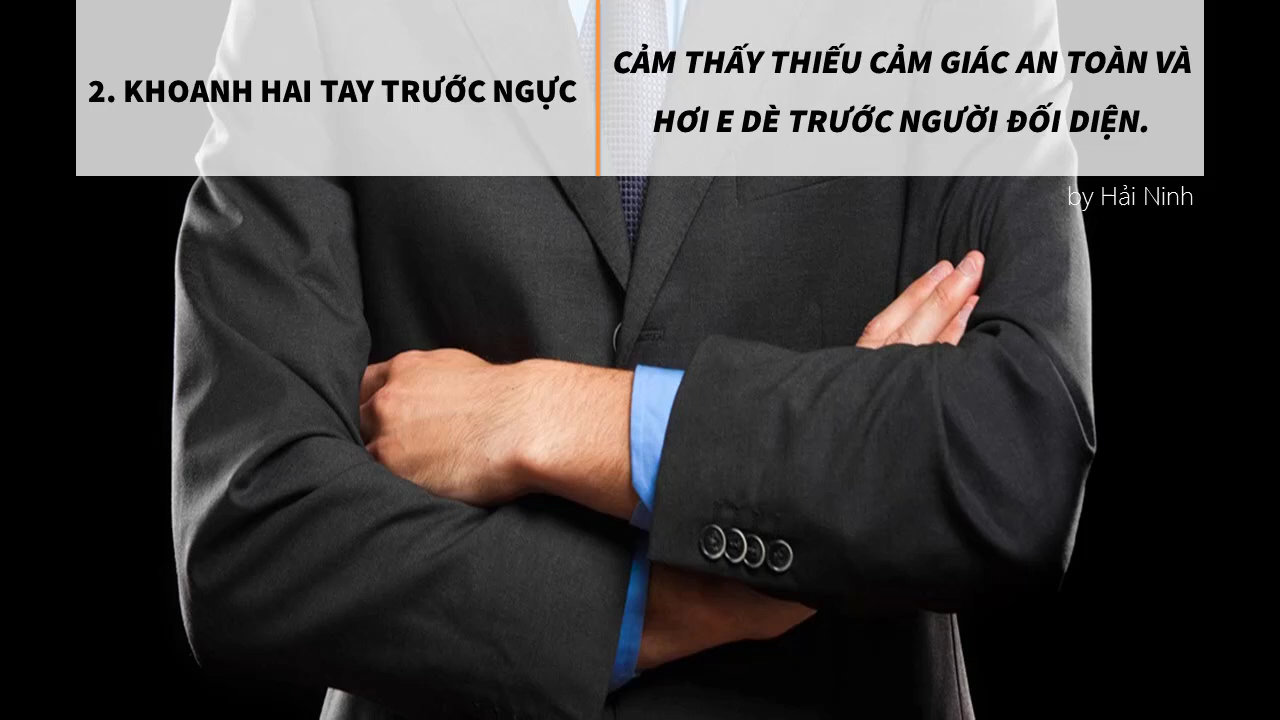 2. KHOANH HAI TAY TRƯỚC NGỰC
CẢM THẤY THIẾU CẢM GIÁC AN TOÀN VÀ
HƠI E DÈ TRƯỚC NGƯỜI ĐỐI DIỆN.
by Hải Ninh